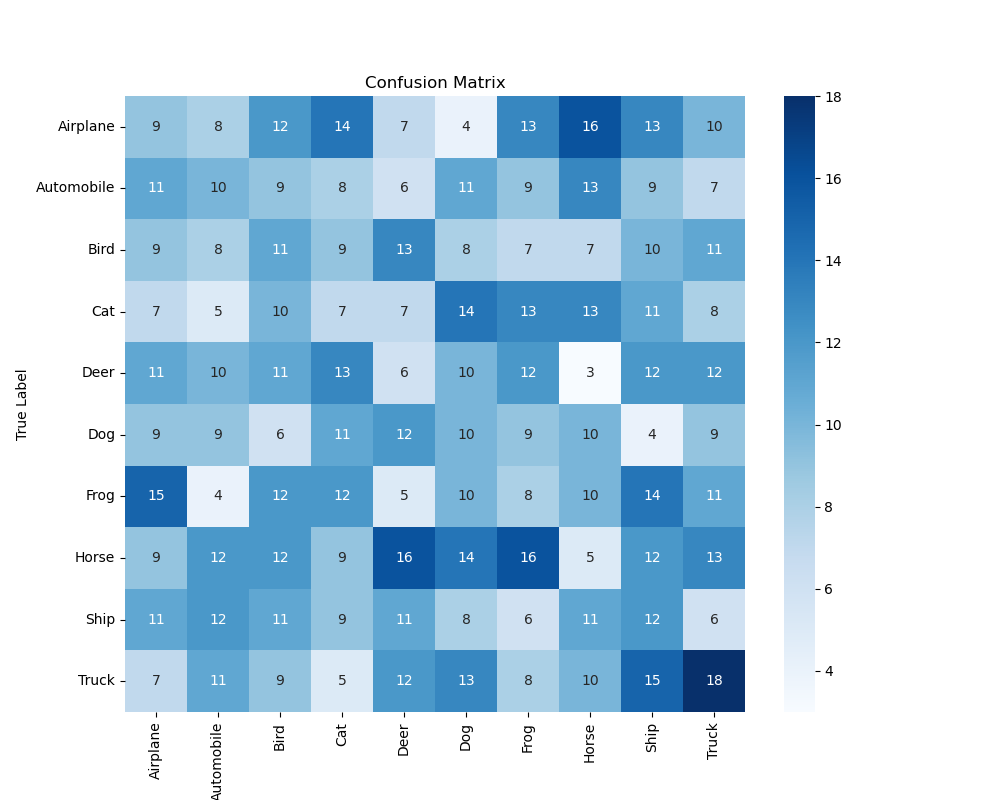 Confusion Matrix
True Label
Airplane 9 8 12 14 7 4 13 16 13 10
Automobile 11 10 9 8 6 11 9 13 9 7
Bird 9 8 11 9 13 8 7 7 10 11
Cat 7 5 10 7 7 14 13 13 11 8
Deer 11 10 11 13 6 10 12 3 12 12
Dog 9 9 6 11 12 10 9 10 4 9
Frog 15 4 12 12 5 10 8 10 14 11
Horse 9 12 12 9 16 14 16 5 12 13
Ship 11 12 11 9 11 8 6 11 12 6
Truck 7 11 9 5 12 13 8 10 15 18
Airplane Automobile Bird Cat Deer Dog Frog Horse Ship Truck
18
16
14
12
10
8
6
4